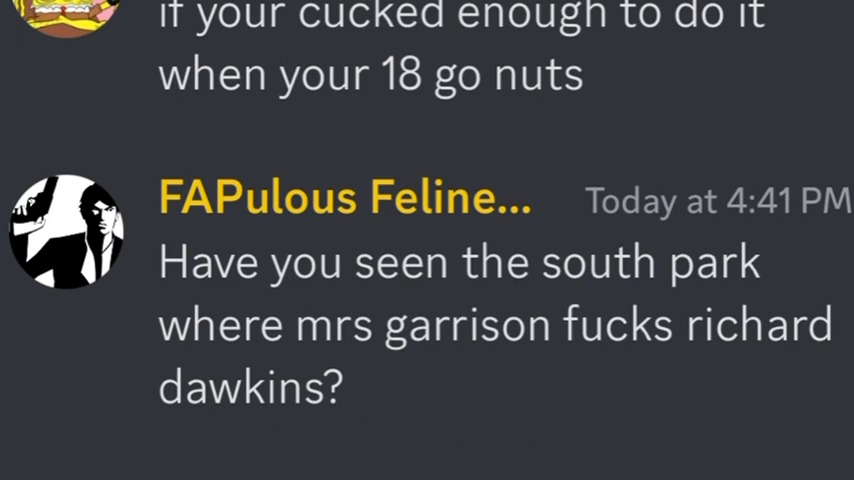 if your cucked enough to do it
when your 18 go nuts
FAPulous Feline... Today at 4:41 PM
Have you seen the south park
where mrs garrison fucks richard
dawkins?